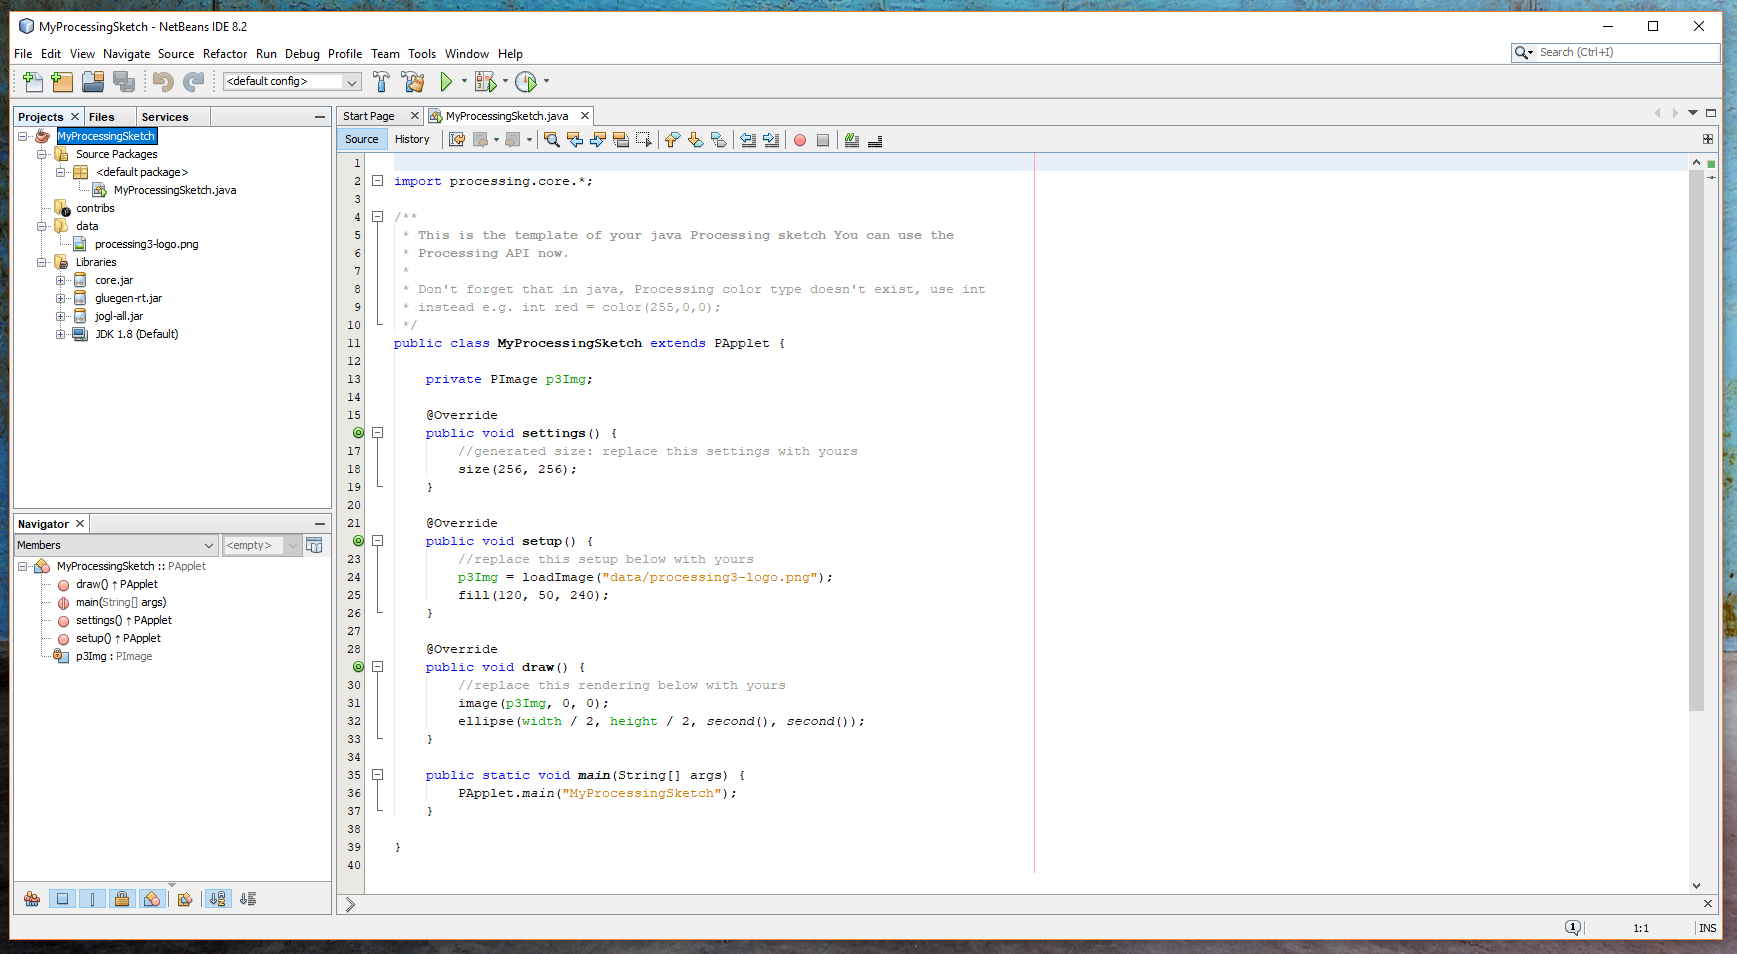 MyProcessingSketch - NetBeans IDE 8.2
File Edit View Navigate Source Refactor Run Debug Profile Team Tools Window Help
Search (Ctrl+I)
<default config>
Projects Files Services
MyProcessingSketch
Source Packages
<default package>
MyProcessingSketch.java
contribs
data
processing3-logo.png
Libraries
core.jar
gluegen-rt.jar
jogl-all.jar
JDK 1.8 (Default)
Navigator
Members <empty>
MyProcessingSketch :: PApplet
draw() ↑ PApplet
main(String[] args)
settings() ↑ PApplet
setup() ↑ PApplet
p3Img : PImage
Start Page MyProcessingSketch.java
Source History
1
2 import processing.core.*;
3
4 /**
5 * This is the template of your java Processing sketch You can use the
6 * Processing API now.
7 *
8 * Don't forget that in java, Processing color type doesn't exist, use int
9 * instead e.g. int red = color(255,0,0);
10 */
11 public class MyProcessingSketch extends PApplet {
12
13 private PImage p3Img;
14
15 @Override
public void settings() {
17 //generated size: replace this settings with yours
18 size(256, 256);
19 }
20
21 @Override
public void setup() {
23 //replace this setup below with yours
24 p3Img = loadImage("data/processing3-logo.png");
25 fill(120, 50, 240);
26 }
27
28 @Override
public void draw() {
30 //replace this rendering below with yours
31 image(p3Img, 0, 0);
32 ellipse(width / 2, height / 2, second(), second());
33 }
34
35 public static void main(String[] args) {
36 PApplet.main("MyProcessingSketch");
37 }
38
39 }
40
1:1 INS